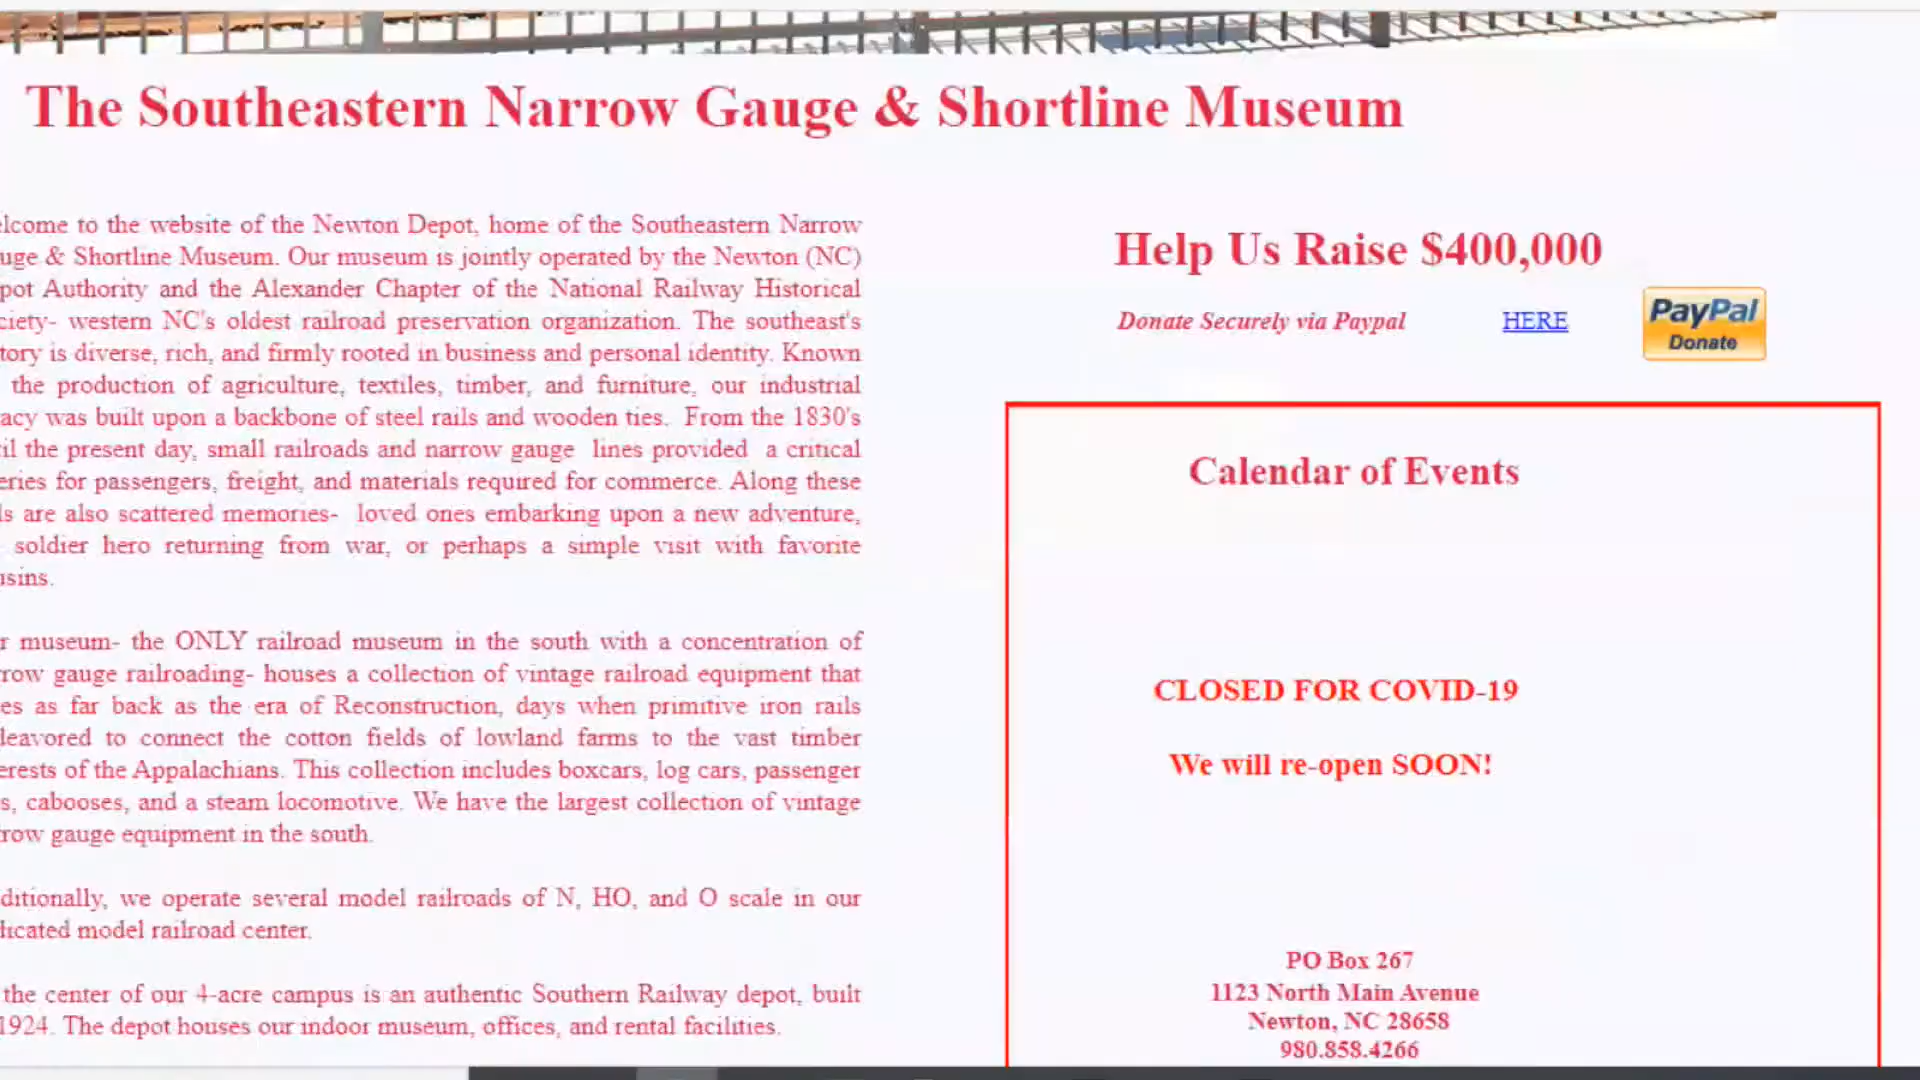 The Southeastern Narrow Gauge & Shortline Museum
elcome to the website of the Newton Depot, home of the Southeastern Narrow
uge & Shortline Museum. Our museum is jointly operated by the Newton (NC)
pot Authority and the Alexander Chapter of the National Railway Historical
ciety- western NC's oldest railroad preservation organization. The southeast's
tory is diverse, rich, and firmly rooted in business and personal identity. Known
the production of agriculture, textiles, timber, and furniture, our industrial
acy was built upon a backbone of steel rails and wooden ties. From the 1830's
il the present day, small railroads and narrow gauge lines provided a critical
eries for passengers, freight, and materials required for commerce. Along these
ls are also scattered memories- loved ones embarking upon a new adventure,
soldier hero returning from war, or perhaps a simple visit with favorite
usins.
r museum- the ONLY railroad museum in the south with a concentration of
row gauge railroading- houses a collection of vintage railroad equipment that
es as far back as the era of Reconstruction, days when primitive iron rails
leavored to connect the cotton fields of lowland farms to the vast timber
erests of the Appalachians. This collection includes boxcars, log cars, passenger
s, cabooses, and a steam locomotive. We have the largest collection of vintage
row gauge equipment in the south.
ditionally, we operate several model railroads of N, HO, and O scale in our
licated model railroad center.
the center of our 4-acre campus is an authentic Southern Railway depot, built
1924. The depot houses our indoor museum, offices, and rental facilities.
Help Us Raise $400,000
Donate Securely via Paypal HERE
PayPal
Donate
Calendar of Events
CLOSED FOR COVID-19
We will re-open SOON!
PO Box 267
1123 North Main Avenue
Newton, NC 28658
980.858.4266